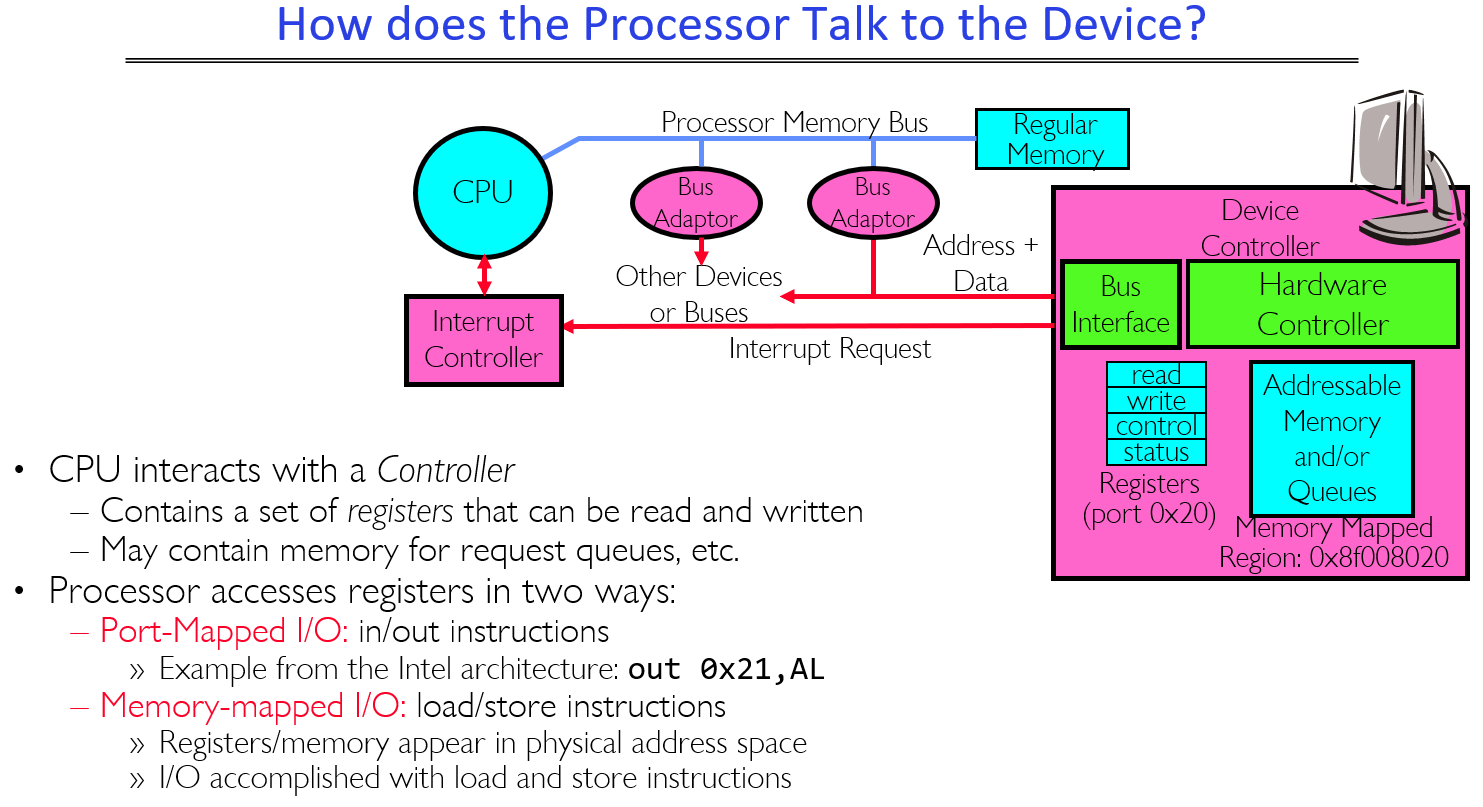 How does the Processor Talk to the Device?
Processor Memory Bus
Regular
Memory
CPU
Bus
Adaptor
Bus
Adaptor
Address +
Data
Other Devices
or Buses
Interrupt
Controller
Interrupt Request
Device
Controller
Bus
Interface
Hardware
Controller
read
write
control
status
Registers
(port 0x20)
Addressable
Memory
and/or
Queues
Memory Mapped
Region: 0x8f008020
• CPU interacts with a Controller
– Contains a set of registers that can be read and written
– May contain memory for request queues, etc.
• Processor accesses registers in two ways:
– Port-Mapped I/O: in/out instructions
» Example from the Intel architecture: out 0x21,AL
– Memory-mapped I/O: load/store instructions
» Registers/memory appear in physical address space
» I/O accomplished with load and store instructions